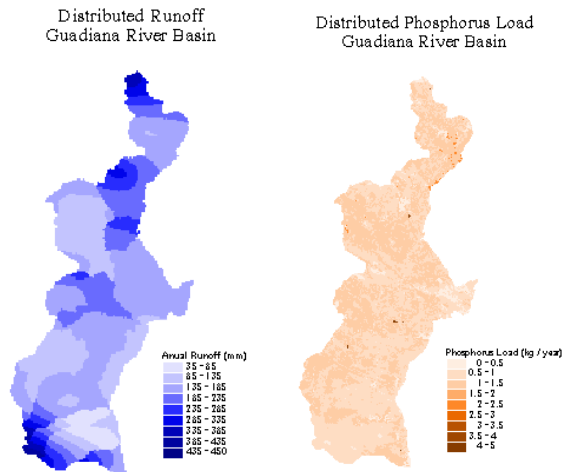 Distributed Runoff
Guadiana River Basin
Anual Runoff (mm)
35 - 85
85 - 135
135 - 185
185 - 235
235 - 285
285 - 335
335 - 385
385 - 435
435 - 450
Distributed Phosphorus Load
Guadiana River Basin
Phosphorus Load (kg / year)
0 - 0.5
0.5 - 1
1 - 1.5
1.5 - 2
2 - 2.5
2.5 - 3
3 - 3.5
3.5 - 4
4 - 5